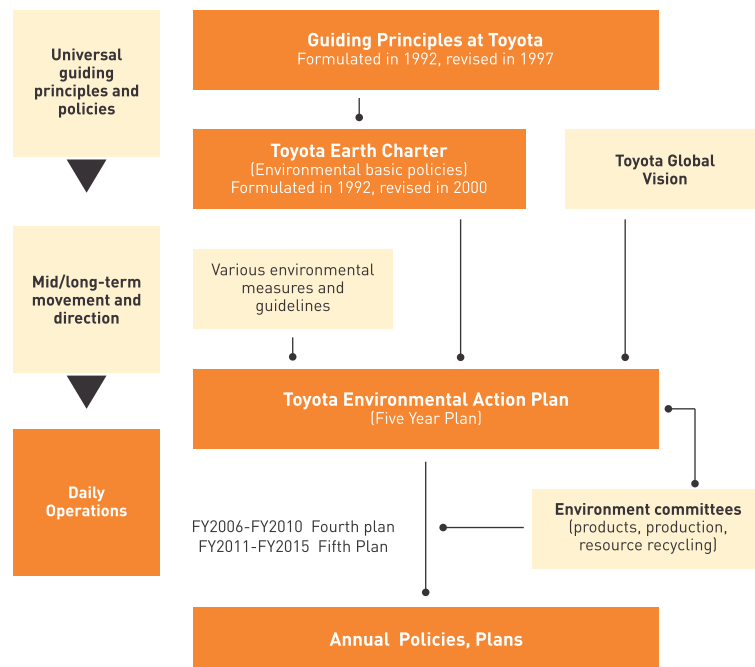 Universal
guiding
principles and
policies
Guiding Principles at Toyota
Formulated in 1992, revised in 1997
Toyota Earth Charter
(Environmental basic policies)
Formulated in 1992, revised in 2000
Toyota Global
Vision
Mid/long-term
movement and
direction
Various environmental
measures and
guidelines
Toyota Environmental Action Plan
(Five Year Plan)
Daily
Operations
FY2006-FY2010  Fourth plan
FY2011-FY2015  Fifth Plan
Environment committees
(products, production,
resource recycling)
Annual  Policies, Plans